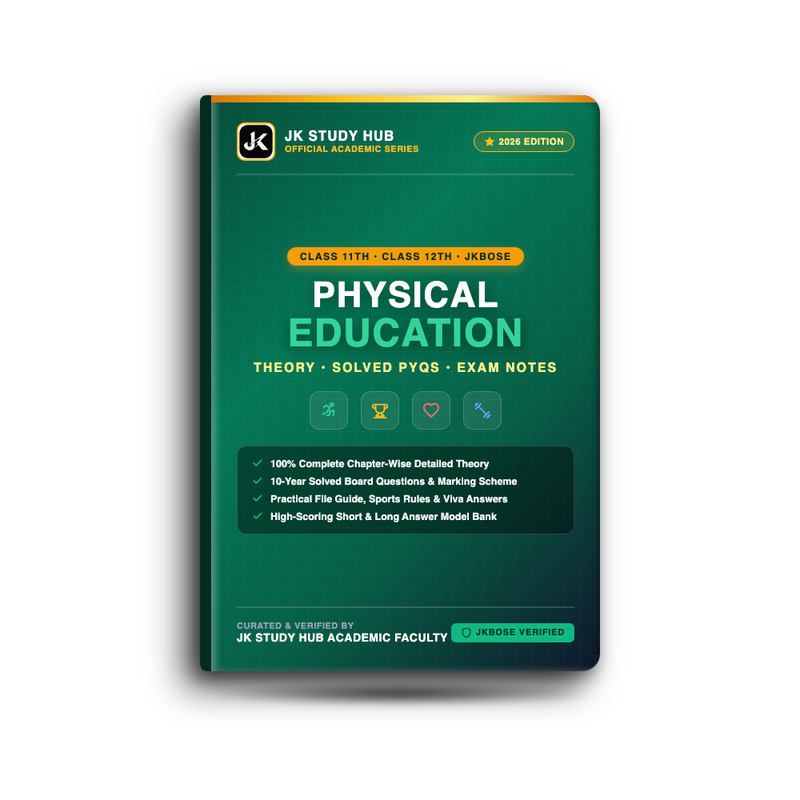 JK
JK STUDY HUB
OFFICIAL ACADEMIC SERIES
2026 EDITION
CLASS 11TH • CLASS 12TH • JKBOSE
PHYSICAL
EDUCATION
THEORY • SOLVED PYQS • EXAM NOTES
100% Complete Chapter-Wise Detailed Theory
10-Year Solved Board Questions & Marking Scheme
Practical File Guide, Sports Rules & Viva Answers
High-Scoring Short & Long Answer Model Bank
CURATED & VERIFIED BY
JK STUDY HUB ACADEMIC FACULTY
JKBOSE VERIFIED